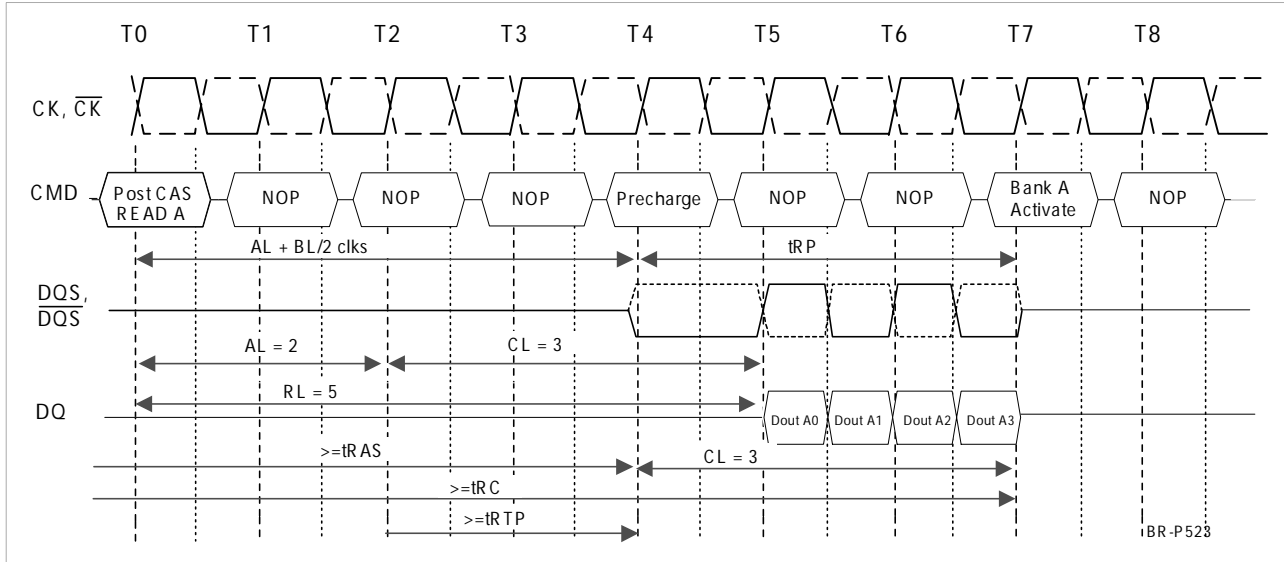 T0 T1 T2 T3 T4 T5 T6 T7 T8
CK, CK
CMD
Post CAS
READ A
NOP
NOP
NOP
Precharge
NOP
NOP
Bank A
Activate
NOP
AL + BL/2 clks
tRP
DQS,
DQS
AL = 2
CL = 3
RL = 5
DQ
Dout A0
Dout A1
Dout A2
Dout A3
>=tRAS
CL = 3
>=tRC
>=tRTP
BR-P523